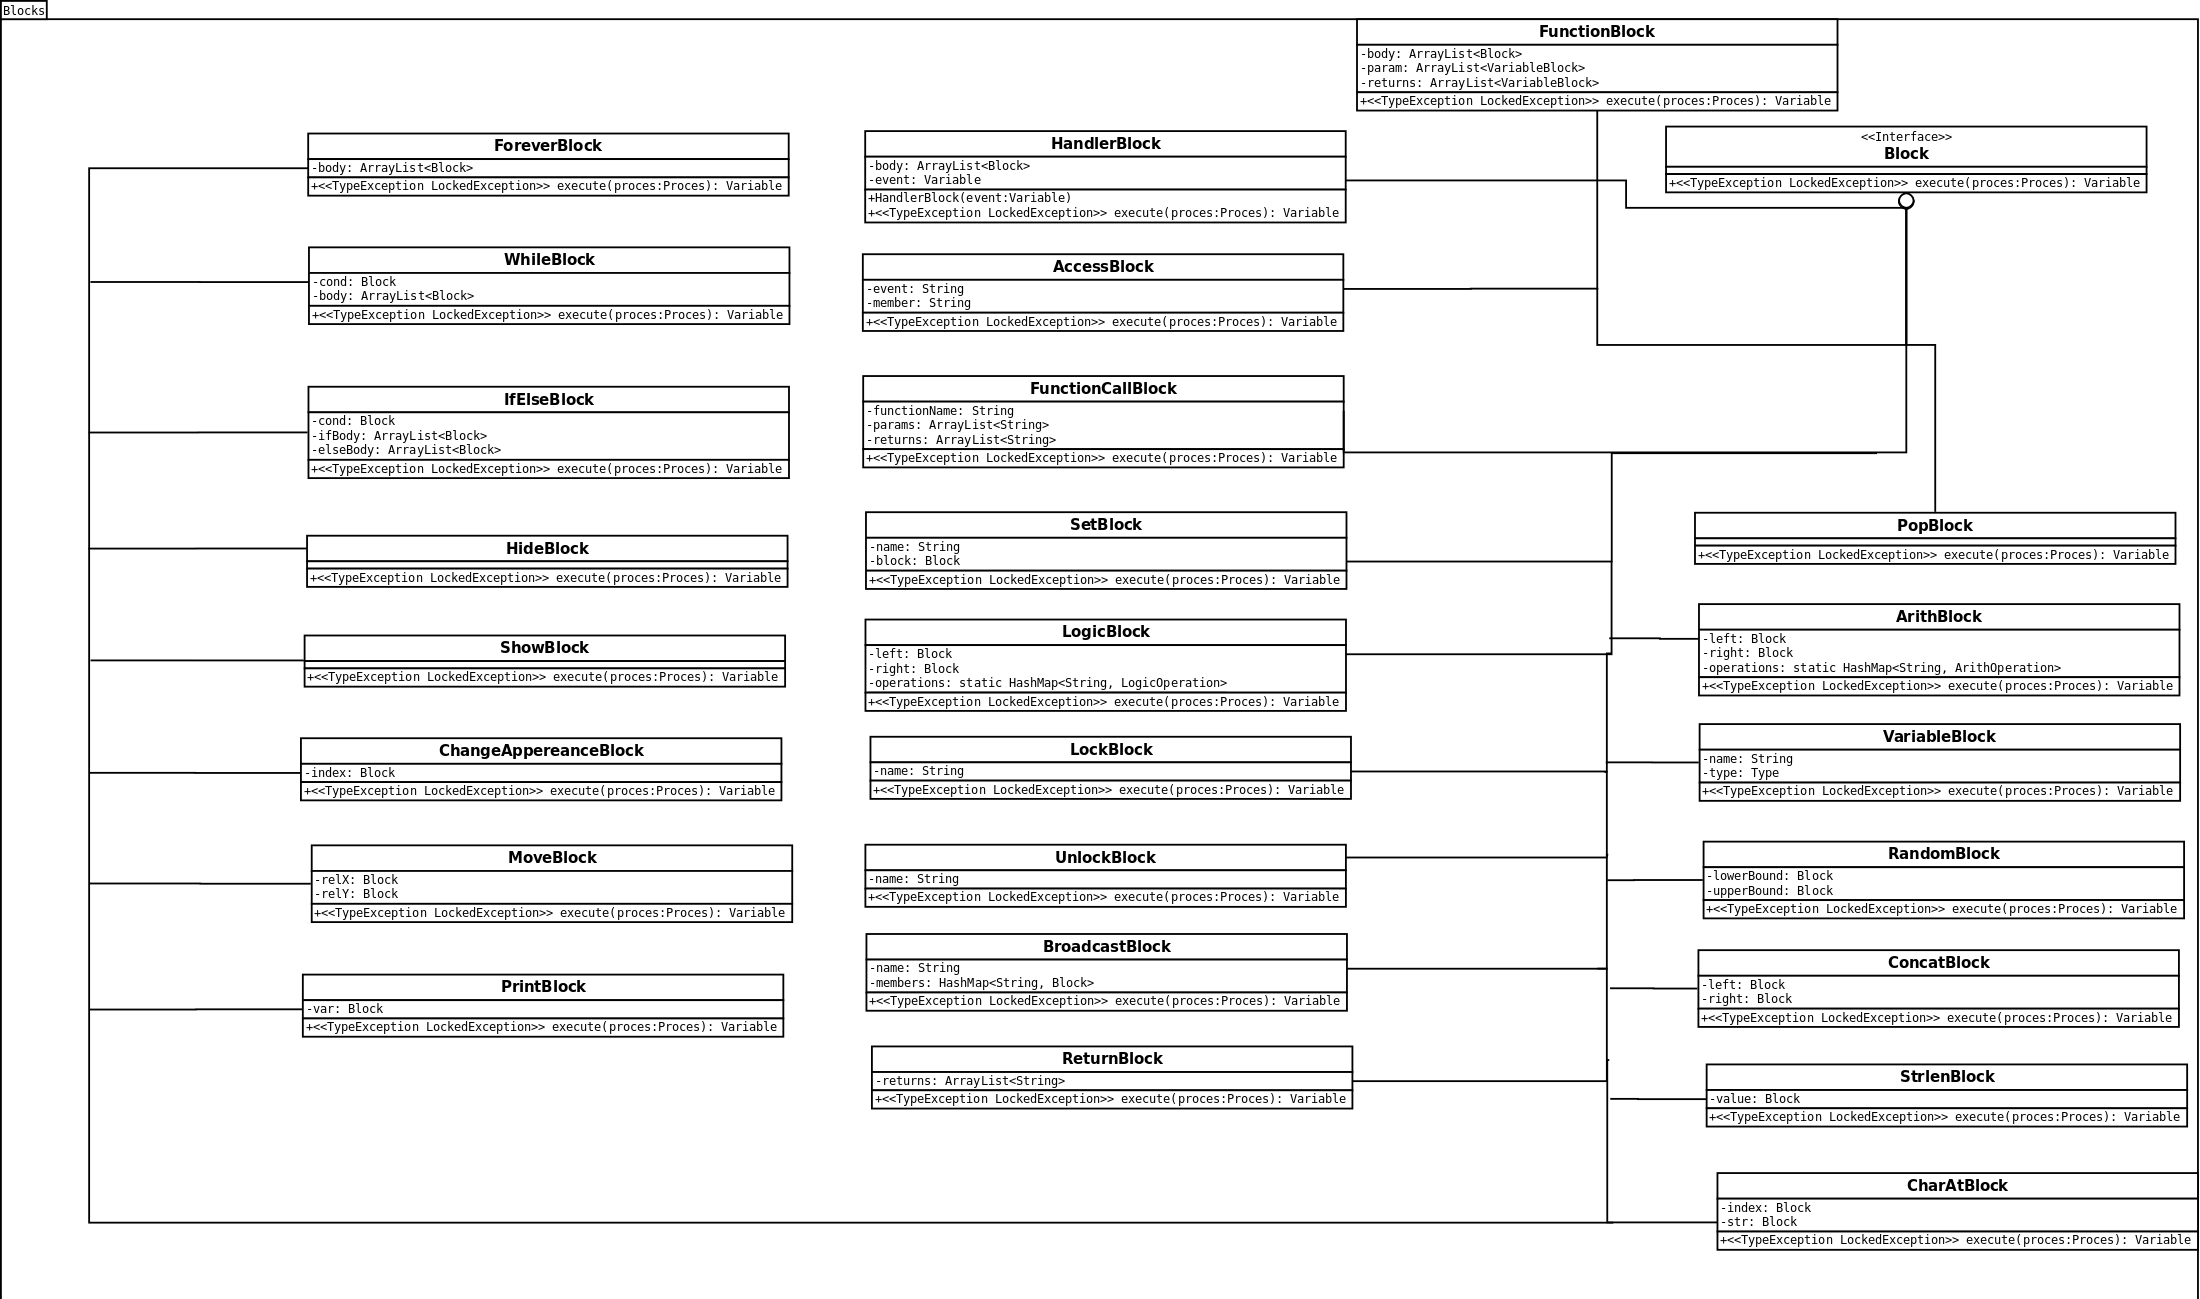 Blocks
FunctionBlock
-body: ArrayList<Block>
-param: ArrayList<VariableBlock>
-returns: ArrayList<VariableBlock>
+<<TypeException LockedException>> execute(proces:Proces): Variable
<<Interface>>
Block
+<<TypeException LockedException>> execute(proces:Proces): Variable
ForeverBlock
-body: ArrayList<Block>
+<<TypeException LockedException>> execute(proces:Proces): Variable
WhileBlock
-cond: Block
-body: ArrayList<Block>
+<<TypeException LockedException>> execute(proces:Proces): Variable
IfElseBlock
-cond: Block
-ifBody: ArrayList<Block>
-elseBody: ArrayList<Block>
+<<TypeException LockedException>> execute(proces:Proces): Variable
HideBlock
+<<TypeException LockedException>> execute(proces:Proces): Variable
ShowBlock
+<<TypeException LockedException>> execute(proces:Proces): Variable
ChangeAppereanceBlock
-index: Block
+<<TypeException LockedException>> execute(proces:Proces): Variable
MoveBlock
-relX: Block
-relY: Block
+<<TypeException LockedException>> execute(proces:Proces): Variable
PrintBlock
-var: Block
+<<TypeException LockedException>> execute(proces:Proces): Variable
HandlerBlock
-body: ArrayList<Block>
-event: Variable
+HandlerBlock(event:Variable)
+<<TypeException LockedException>> execute(proces:Proces): Variable
AccessBlock
-event: String
-member: String
+<<TypeException LockedException>> execute(proces:Proces): Variable
FunctionCallBlock
-functionName: String
-params: ArrayList<String>
-returns: ArrayList<String>
+<<TypeException LockedException>> execute(proces:Proces): Variable
SetBlock
-name: String
-block: Block
+<<TypeException LockedException>> execute(proces:Proces): Variable
LogicBlock
-left: Block
-right: Block
-operations: static HashMap<String, LogicOperation>
+<<TypeException LockedException>> execute(proces:Proces): Variable
LockBlock
-name: String
+<<TypeException LockedException>> execute(proces:Proces): Variable
UnlockBlock
-name: String
+<<TypeException LockedException>> execute(proces:Proces): Variable
BroadcastBlock
-name: String
-members: HashMap<String, Block>
+<<TypeException LockedException>> execute(proces:Proces): Variable
ReturnBlock
-returns: ArrayList<String>
+<<TypeException LockedException>> execute(proces:Proces): Variable
PopBlock
+<<TypeException LockedException>> execute(proces:Proces): Variable
ArithBlock
-left: Block
-right: Block
-operations: static HashMap<String, ArithOperation>
+<<TypeException LockedException>> execute(proces:Proces): Variable
VariableBlock
-name: String
-type: Type
+<<TypeException LockedException>> execute(proces:Proces): Variable
RandomBlock
-lowerBound: Block
-upperBound: Block
+<<TypeException LockedException>> execute(proces:Proces): Variable
ConcatBlock
-left: Block
-right: Block
+<<TypeException LockedException>> execute(proces:Proces): Variable
StrlenBlock
-value: Block
+<<TypeException LockedException>> execute(proces:Proces): Variable
CharAtBlock
-index: Block
-str: Block
+<<TypeException LockedException>> execute(proces:Proces): Variable